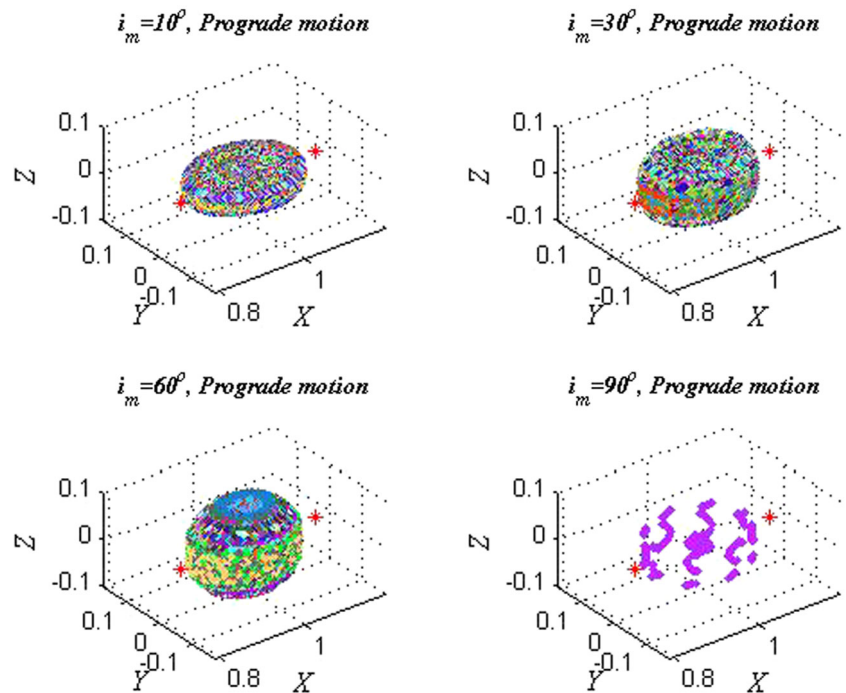 i_m=10^o, Prograde motion
0.1
0
-0.1
Z
0.1
0
-0.1
Y
0.8
1
X
i_m=30^o, Prograde motion
0.1
0
-0.1
Z
0.1
0
-0.1
Y
0.8
1
X
i_m=60^o, Prograde motion
0.1
0
-0.1
Z
0.1
0
-0.1
Y
0.8
1
X
i_m=90^o, Prograde motion
0.1
0
-0.1
Z
0.1
0
-0.1
Y
0.8
1
X